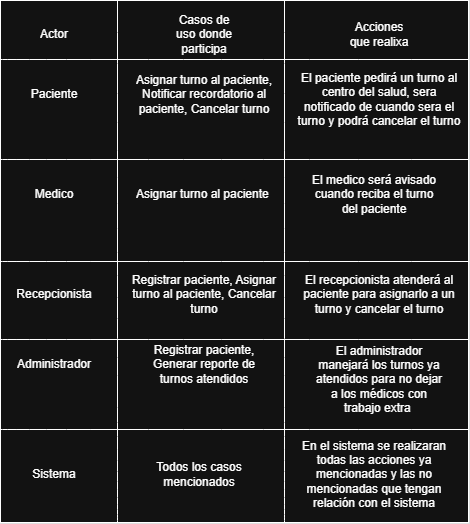 Actor
Casos de
uso donde
participa
Acciones
que realixa
Paciente
Asignar turno al paciente,
Notificar recordatorio al
paciente, Cancelar turno
El paciente pedirá un turno al
centro del salud, sera
notificado de cuando sera el
turno y podrá cancelar el turno
Medico
Asignar turno al paciente
El medico será avisado
cuando reciba el turno
del paciente
Recepcionista
Registrar paciente, Asignar
turno al paciente, Cancelar
turno
El recepcionista atenderá al
paciente para asignarlo a un
turno y cancelar el turno
Administrador
Registrar paciente,
Generar reporte de
turnos atendidos
El administrador
manejará los turnos ya
atendidos para no dejar
a los médicos con
trabajo extra
Sistema
Todos los casos
mencionados
En el sistema se realizaran
todas las acciones ya
mencionadas y las no
mencionadas que tengan
relación con el sistema